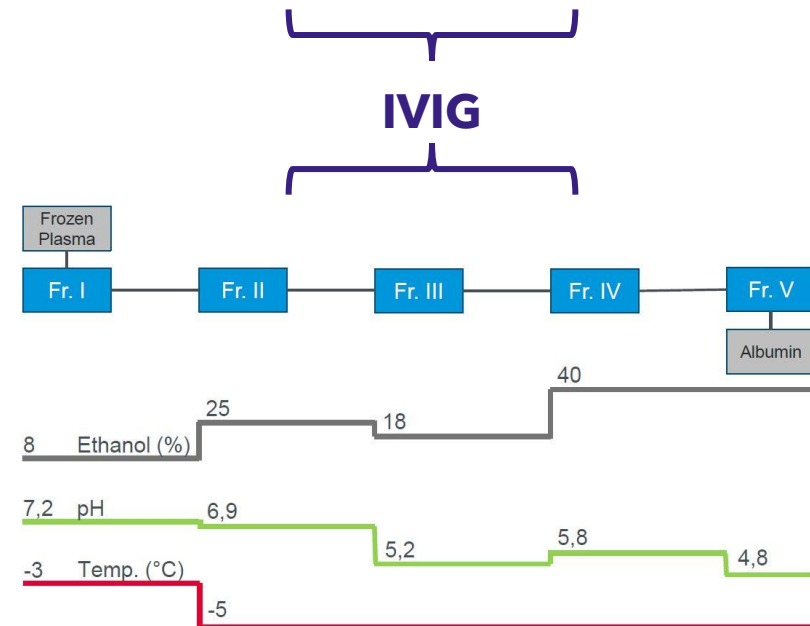 IVIG
Frozen
Plasma
Fr. I
Fr. II
Fr. III
Fr. IV
Fr. V
Albumin
40
25
18
8 Ethanol (%)
7,2 pH
6,9
5,2
5,8
4,8
-3 Temp. (°C)
-5